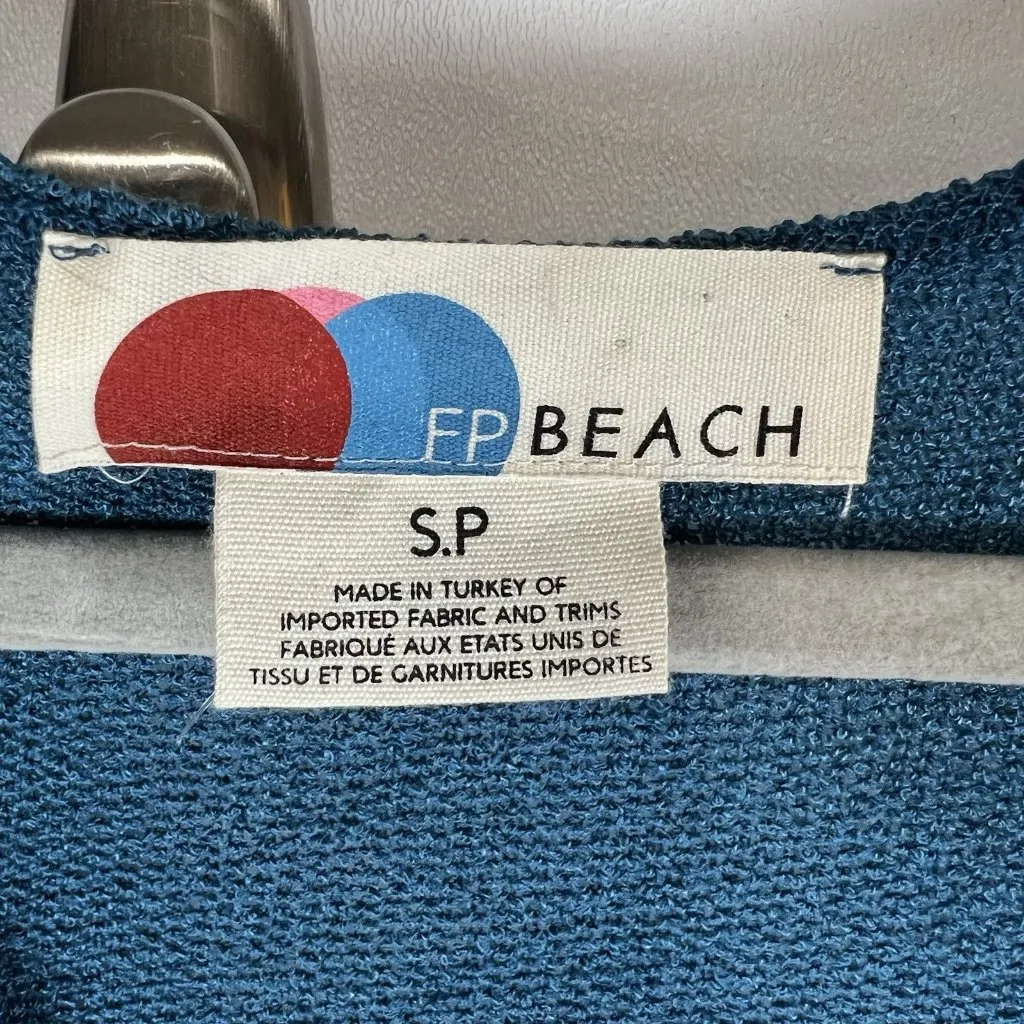 FP BEACH
S.P
MADE IN TURKEY OF
IMPORTED FABRIC AND TRIMS
FABRIQUÉ AUX ETATS UNIS DE
TISSU ET DE GARNITURES IMPORTES